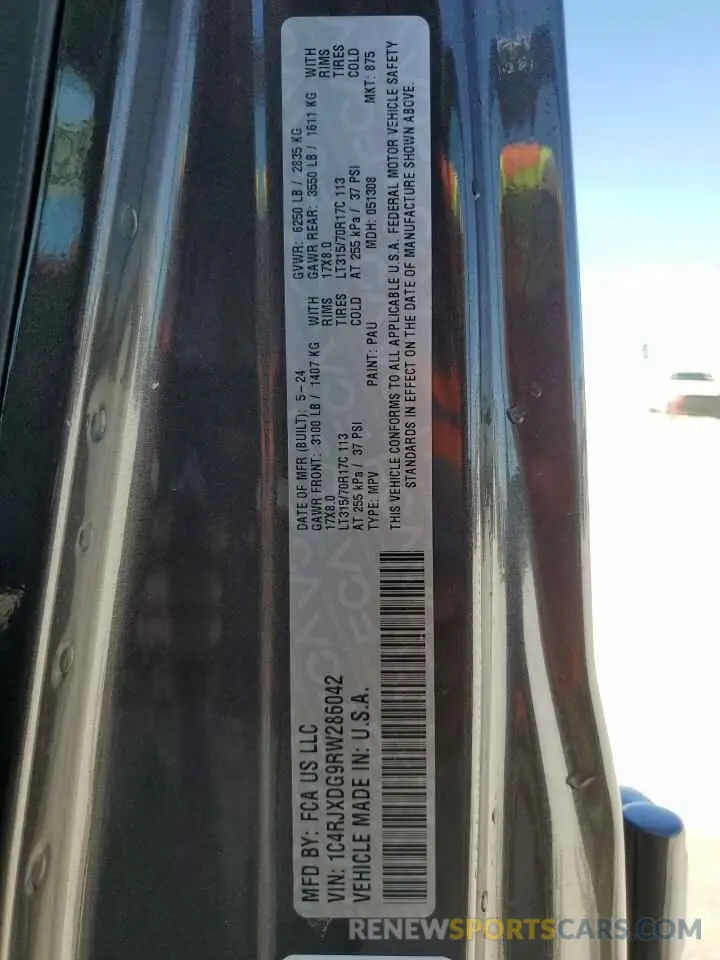 MFD BY: FCA US LLC
VIN: 1C4RJXDG9RW286042
VEHICLE MADE IN: U.S.A.
DATE OF MFR (BUILT): 5-24 GVWR: 6250 LB / 2835 KG
GAWR FRONT: 3100 LB / 1407 KG WITH GAWR REAR: 3550 LB / 1611 KG WITH
17X8.0 RIMS 17X8.0 RIMS
LT315/70R17C 113 TIRES LT315/70R17C 113 TIRES
AT 255 kPa / 37 PSI COLD AT 255 kPa / 37 PSI COLD
TYPE: MPV PAINT: PAU MDH: 051308 MKT: 875
THIS VEHICLE CONFORMS TO ALL APPLICABLE U.S.A. FEDERAL MOTOR VEHICLE SAFETY
STANDARDS IN EFFECT ON THE DATE OF MANUFACTURE SHOWN ABOVE.
RENEWSPORTSCARS.COM